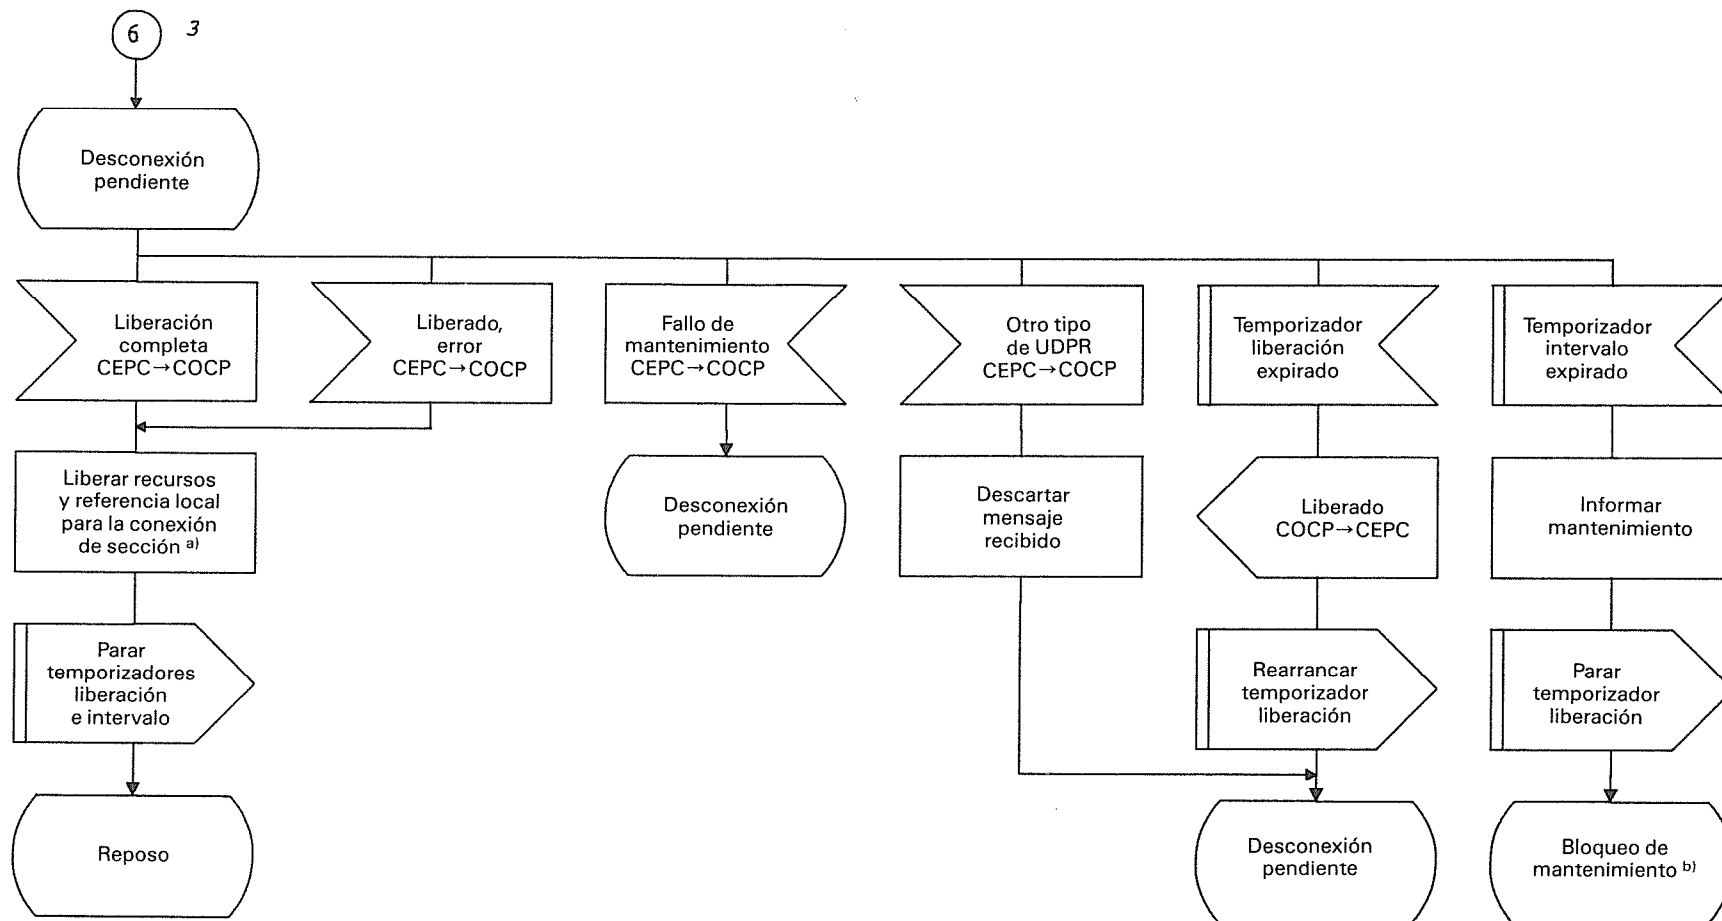 6
3
Desconexión
pendiente
Liberación
completa
CEPC→COCP
Liberado,
error
CEPC→COCP
Fallo de
mantenimiento
CEPC→COCP
Otro tipo
de UDPR
CEPC→COCP
Temporizador
liberación
expirado
Temporizador
intervalo
expirado
Liberar recursos
y referencia local
para la conexión
de sección a)
Desconexión
pendiente
Descartar
mensaje
recibido
Liberado
COCP→CEPC
Informar
mantenimiento
Parar
temporizadores
liberación
e intervalo
Rearrancar
temporizador
liberación
Parar
temporizador
liberación
Reposo
Desconexión
pendiente
Bloqueo de
mantenimiento b)